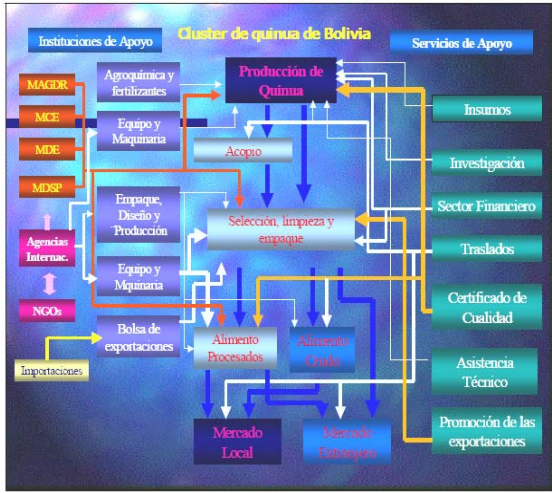 Cluster de quinua de Bolivia
Instituciones de Apoyo
Servicios de Apoyo
MAGDR
MCE
MDE
MDSP
Agencias
Internac.
NGOs
Importaciones
Agroquímica y
fertilizantes
Equipo y
Maquinaria
Empaque,
Diseño y
¨Producción
Equipo y
Mquinaria
Bolsa de
exportaciones
Producción de
Quinua
Acopio
Selección, limpieza y
empaque
Alimento
Procesados
Alimento
Crudo
Mercado
Local
Mercado
Extranjero
Insumos
Investigación
Sector Financiero
Traslados
Certificado de
Cualidad
Asistencia
Técnico
Promoción de las
exportaciones